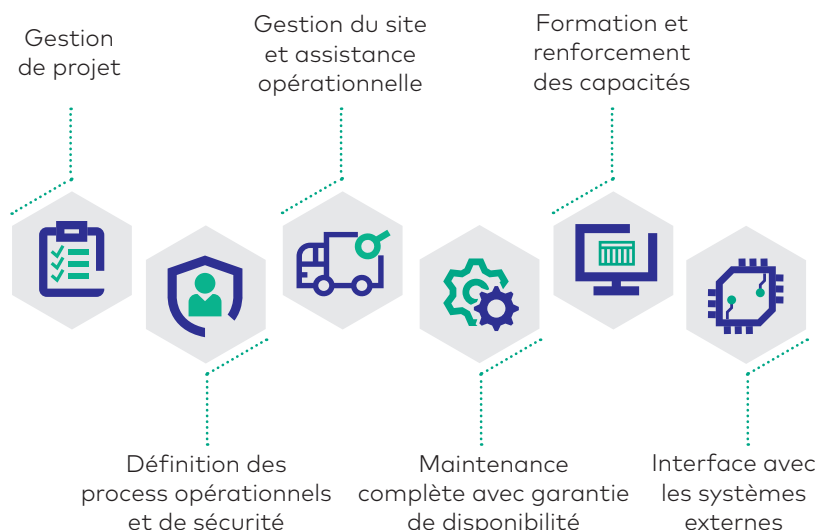 Gestion
de projet
Gestion du site
et assistance
opérationnelle
Formation et
renforcement
des capacités
Définition des
process opérationnels
et de sécurité
Maintenance
complète avec garantie
de disponibilité
Interface avec
les systèmes
externes